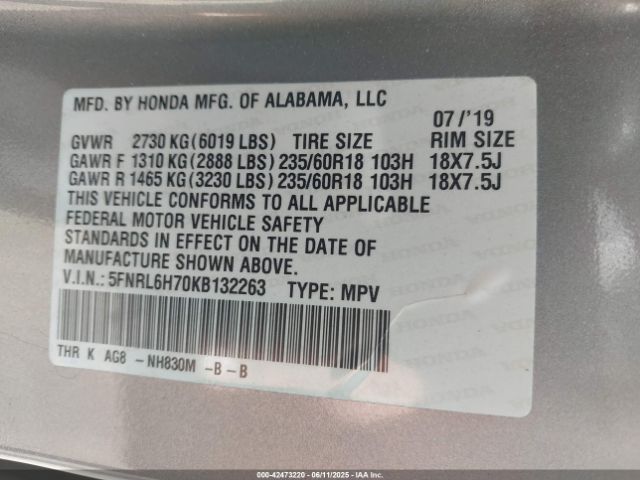 MFD. BY HONDA MFG. OF ALABAMA, LLC
07/'19
GVWR 2730 KG(6019 LBS) TIRE SIZE RIM SIZE
GAWR F 1310 KG(2888 LBS) 235/60R18 103H 18X7.5J
GAWR R 1465 KG(3230 LBS) 235/60R18 103H 18X7.5J
THIS VEHICLE CONFORMS TO ALL APPLICABLE
FEDERAL MOTOR VEHICLE SAFETY
STANDARDS IN EFFECT ON THE DATE OF
MANUFACTURE SHOWN ABOVE.
V.I.N.: 5FNRL6H70KB132263 TYPE: MPV
THR K AG8 -NH830M -B-B
000-42473220 - 06/11/2025 - IAAI.COM